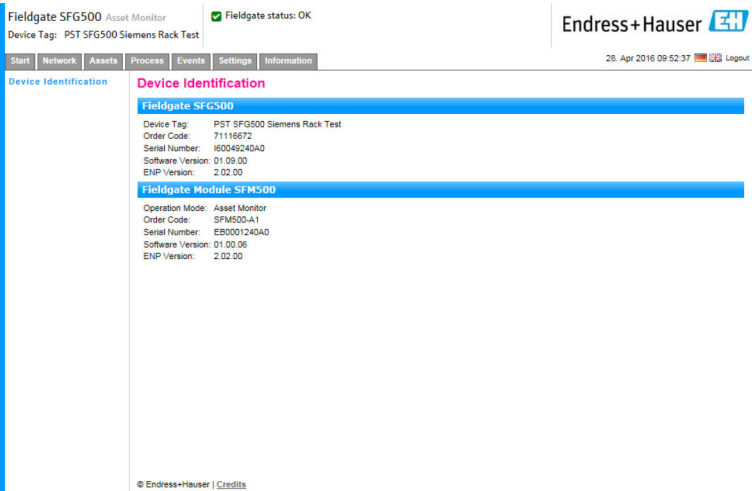 Fieldgate SFG500 Asset Monitor
Device Tag: PST SFG500 Siemens Rack Test
Fieldgate status: OK
Endress+Hauser EH
Start Network Assets Process Events Settings Information
28. Apr 2016 09:52:37 Logout
Device Identification
Device Identification
Fieldgate SFG500
Device Tag: PST SFG500 Siemens Rack Test
Order Code: 71116672
Serial Number: I60049240A0
Software Version: 01.09.00
ENP Version: 2.02.00
Fieldgate Module SFM500
Operation Mode: Asset Monitor
Order Code: SFM500-A1
Serial Number: EB0001240A0
Software Version: 01.00.06
ENP Version: 2.02.00
© Endress+Hauser | Credits